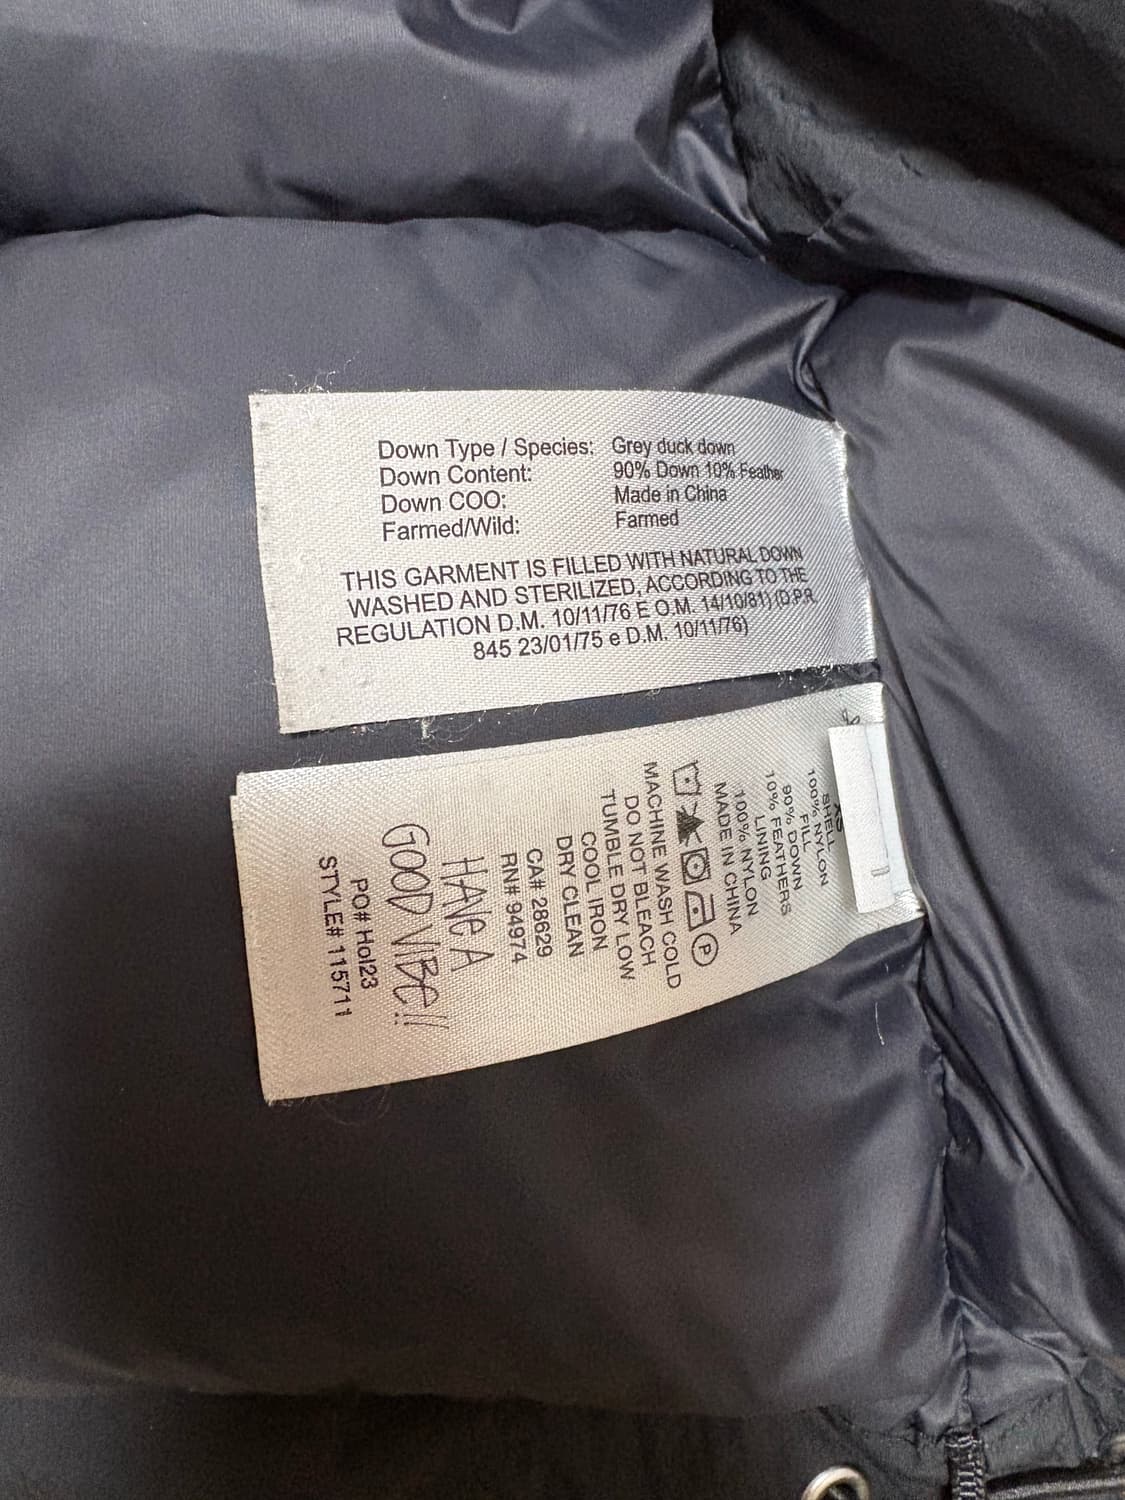 Down Type / Species: Grey duck down
Down Content: 90% Down 10% Feather
Down COO: Made in China
Farmed/Wild: Farmed
THIS GARMENT IS FILLED WITH NATURAL DOWN
WASHED AND STERILIZED, ACCORDING TO THE
REGULATION D.M. 10/11/76 E O.M. 14/10/81) (D.P.R.
845 23/01/75 e D.M. 10/11/76)
XS
SHELL
100% NYLON
FILL
90% DOWN
10% FEATHERS
LINING
100% NYLON
MADE IN CHINA
P
MACHINE WASH COLD
DO NOT BLEACH
TUMBLE DRY LOW
COOL IRON
DRY CLEAN
CA# 28629
RN# 94974
HAVE A
GOOD VIBE!!
PO# Hol23
STYLE# 115711